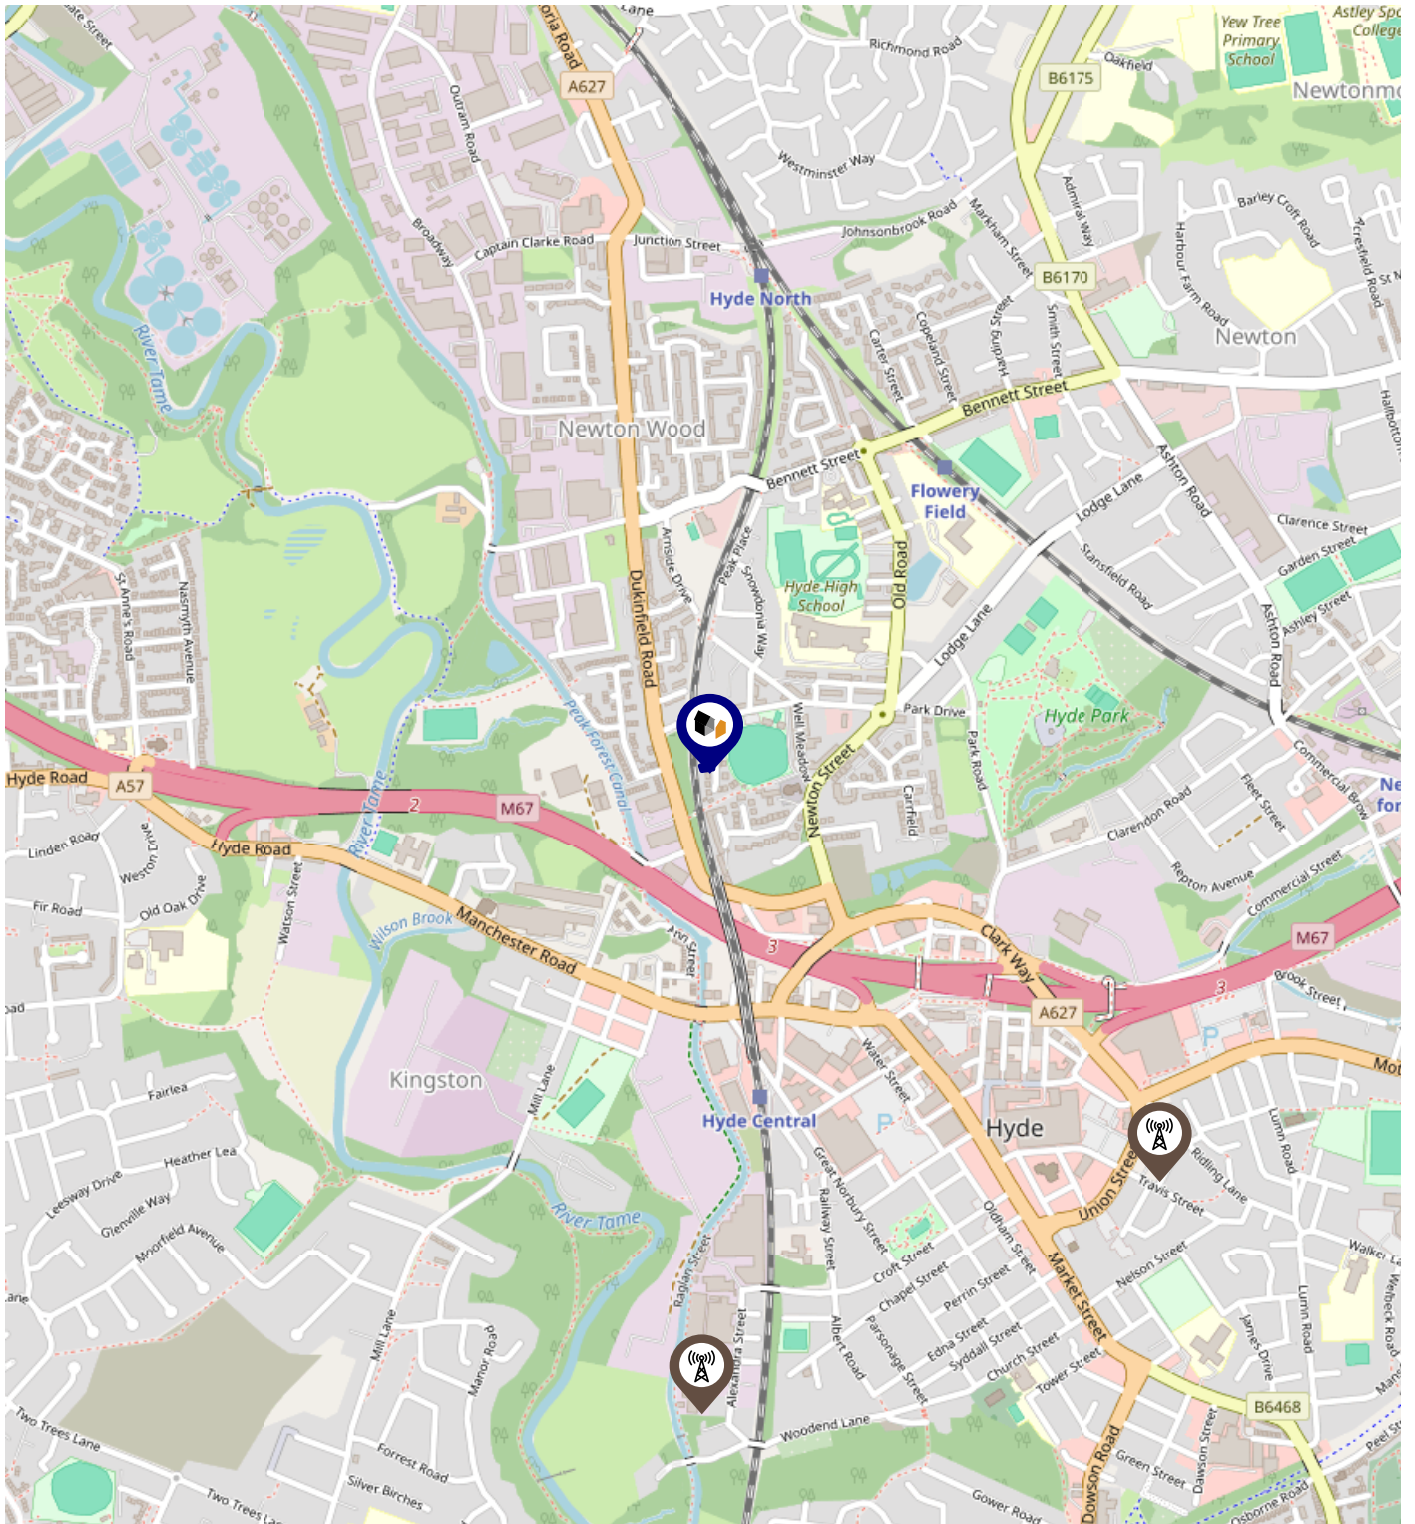 Lane
Richmond Road
Yew Tree
Primary
School
A627
B6175
Oakfield
Newtonmo
Outram Road
Westminster Way
Admiral Way
Barley Croft Road
Markham Street
Johnsonbrook Road
Harbour Farm Road
Broadway
Captain Clarke Road
Junction Street
B6170
Hyde North
Smith Street
Copeland Street
Carter Street
Newton
River Tame
Bennett Street
Newton Wood
Bennett Street
Flowery
Field
Ashton Road
Lodge Lane
Clarence Street
Garden Street
Peak Place
Arnside Drive
Snowdonia Way
Old Road
Stansfield Road
Hyde High
School
Dukinfield Road
St Anne's Road
Nasmyth Avenue
Lodge Lane
Ashley Street
Ashton Road
Hyde Park
Park Drive
Well Meadow
Peak Forest Canal
Park Road
Newton Street
Hyde Road
A57
2
M67
River Tame
Commercial Brow
Fleet Street
Clarendon Road
Carrfield
Linden Road
Weston Drive
Hyde Road
Watson Street
Old Oak Drive
Fir Road
Repton Avenue
Commercial Street
Wilson Brook
Manchester Road
Ann Street
3
Clark Way
M67
3
Brook Street
A627
P
Kingston
Mill Lane
Water Street
Hyde Central
P
Hyde
Fairlea
Heather Lea
Leesway Drive
Glenville Way
Moorfield Avenue
Lumn Road
Ridling Lane
Travis Street
Union Street
Great Norbury Street
Railway Street
River Tame
Oldham Street
Croft Street
Chapel Street
Perrin Street
Nelson Street
Raglan Street
Market Street
Lumn Road
Welbeck Road
James Drive
Mill Lane
Manor Road
Alexandra Street
Albert Road
Parsonage Street
Edna Street
Syddall Street
Church Street
Tower Street
B6468
Two Trees Lane
Woodend Lane
Forrest Road
Silver Birches
Two Trees La
Gower Road
Dowson Road
Green Street
Dawson Street
Osborne Road
Peel St